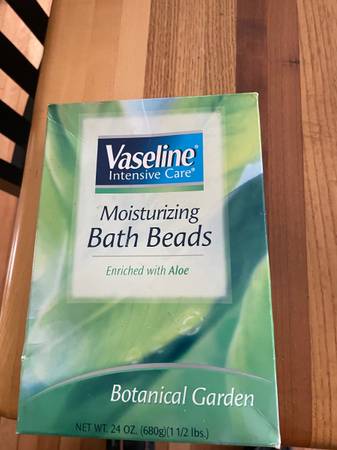 Vaseline®
Intensive Care®
Moisturizing
Bath Beads
Enriched with Aloe
Botanical Garden
NET WT. 24 OZ. (680g)(1 1/2 lbs.)